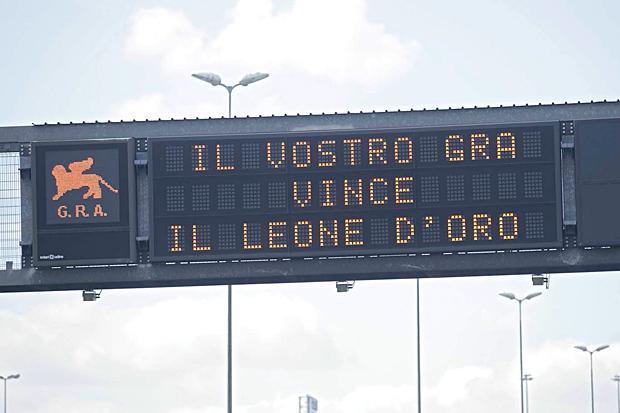 IL VOSTRO GRA
VINCE
IL LEONE D'ORO
G.R.A.